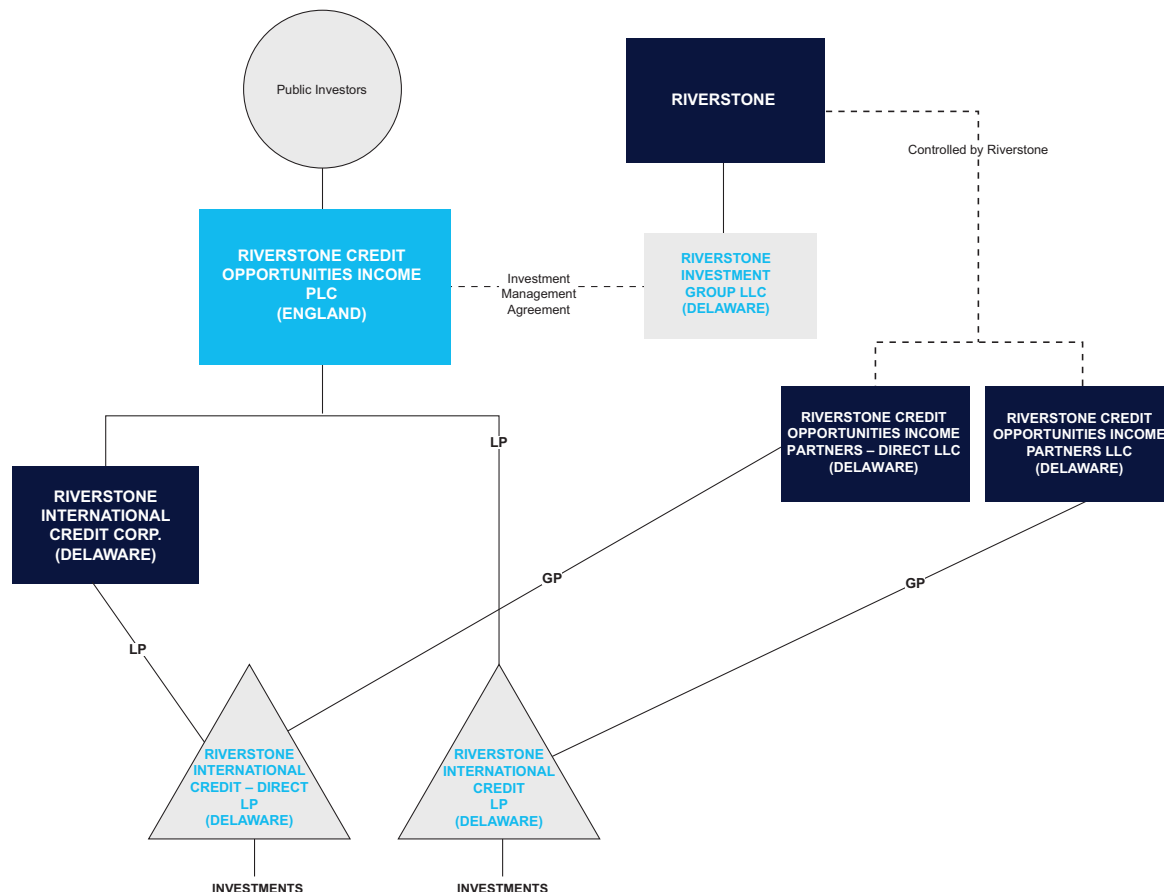 Public Investors
RIVERSTONE
Controlled by Riverstone
RIVERSTONE CREDIT
OPPORTUNITIES INCOME
PLC
(ENGLAND)
Investment
Management
Agreement
RIVERSTONE
INVESTMENT
GROUP LLC
(DELAWARE)
RIVERSTONE CREDIT
OPPORTUNITIES INCOME
PARTNERS – DIRECT LLC
(DELAWARE)
RIVERSTONE CREDIT
OPPORTUNITIES INCOME
PARTNERS LLC
(DELAWARE)
LP
RIVERSTONE
INTERNATIONAL
CREDIT CORP.
(DELAWARE)
GP
GP
LP
RIVERSTONE
INTERNATIONAL
CREDIT – DIRECT
LP
(DELAWARE)
RIVERSTONE
INTERNATIONAL
CREDIT
LP
(DELAWARE)
INVESTMENTS
INVESTMENTS